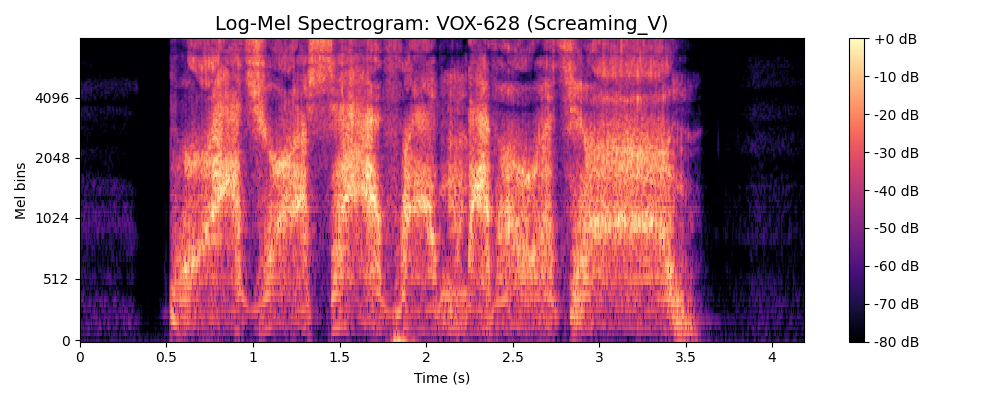 Log-Mel Spectrogram: VOX-628 (Screaming_V)
Mel bins
4096
2048
1024
512
0
0 0.5 1 1.5 2 2.5 3 3.5 4
Time (s)
+0 dB
-10 dB
-20 dB
-30 dB
-40 dB
-50 dB
-60 dB
-70 dB
-80 dB